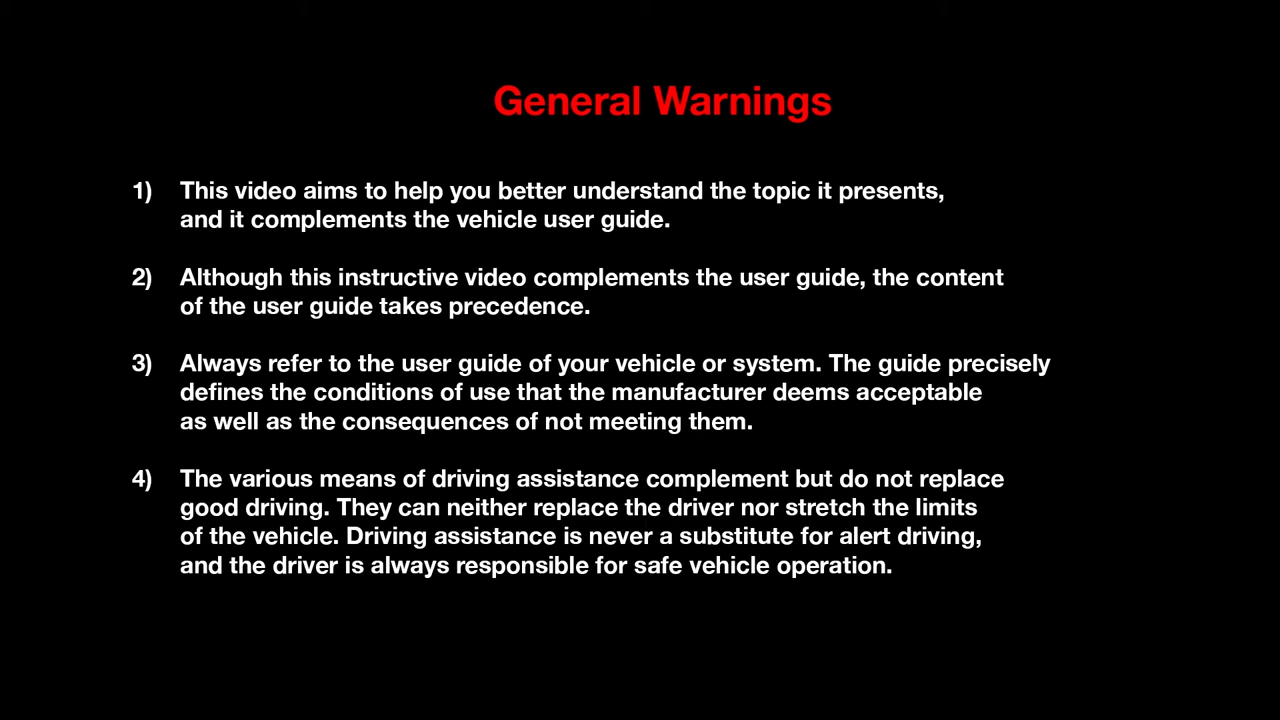 General Warnings
1) This video aims to help you better understand the topic it presents,
and it complements the vehicle user guide.
2) Although this instructive video complements the user guide, the content
of the user guide takes precedence.
3) Always refer to the user guide of your vehicle or system. The guide precisely
defines the conditions of use that the manufacturer deems acceptable
as well as the consequences of not meeting them.
4) The various means of driving assistance complement but do not replace
good driving. They can neither replace the driver nor stretch the limits
of the vehicle. Driving assistance is never a substitute for alert driving,
and the driver is always responsible for safe vehicle operation.